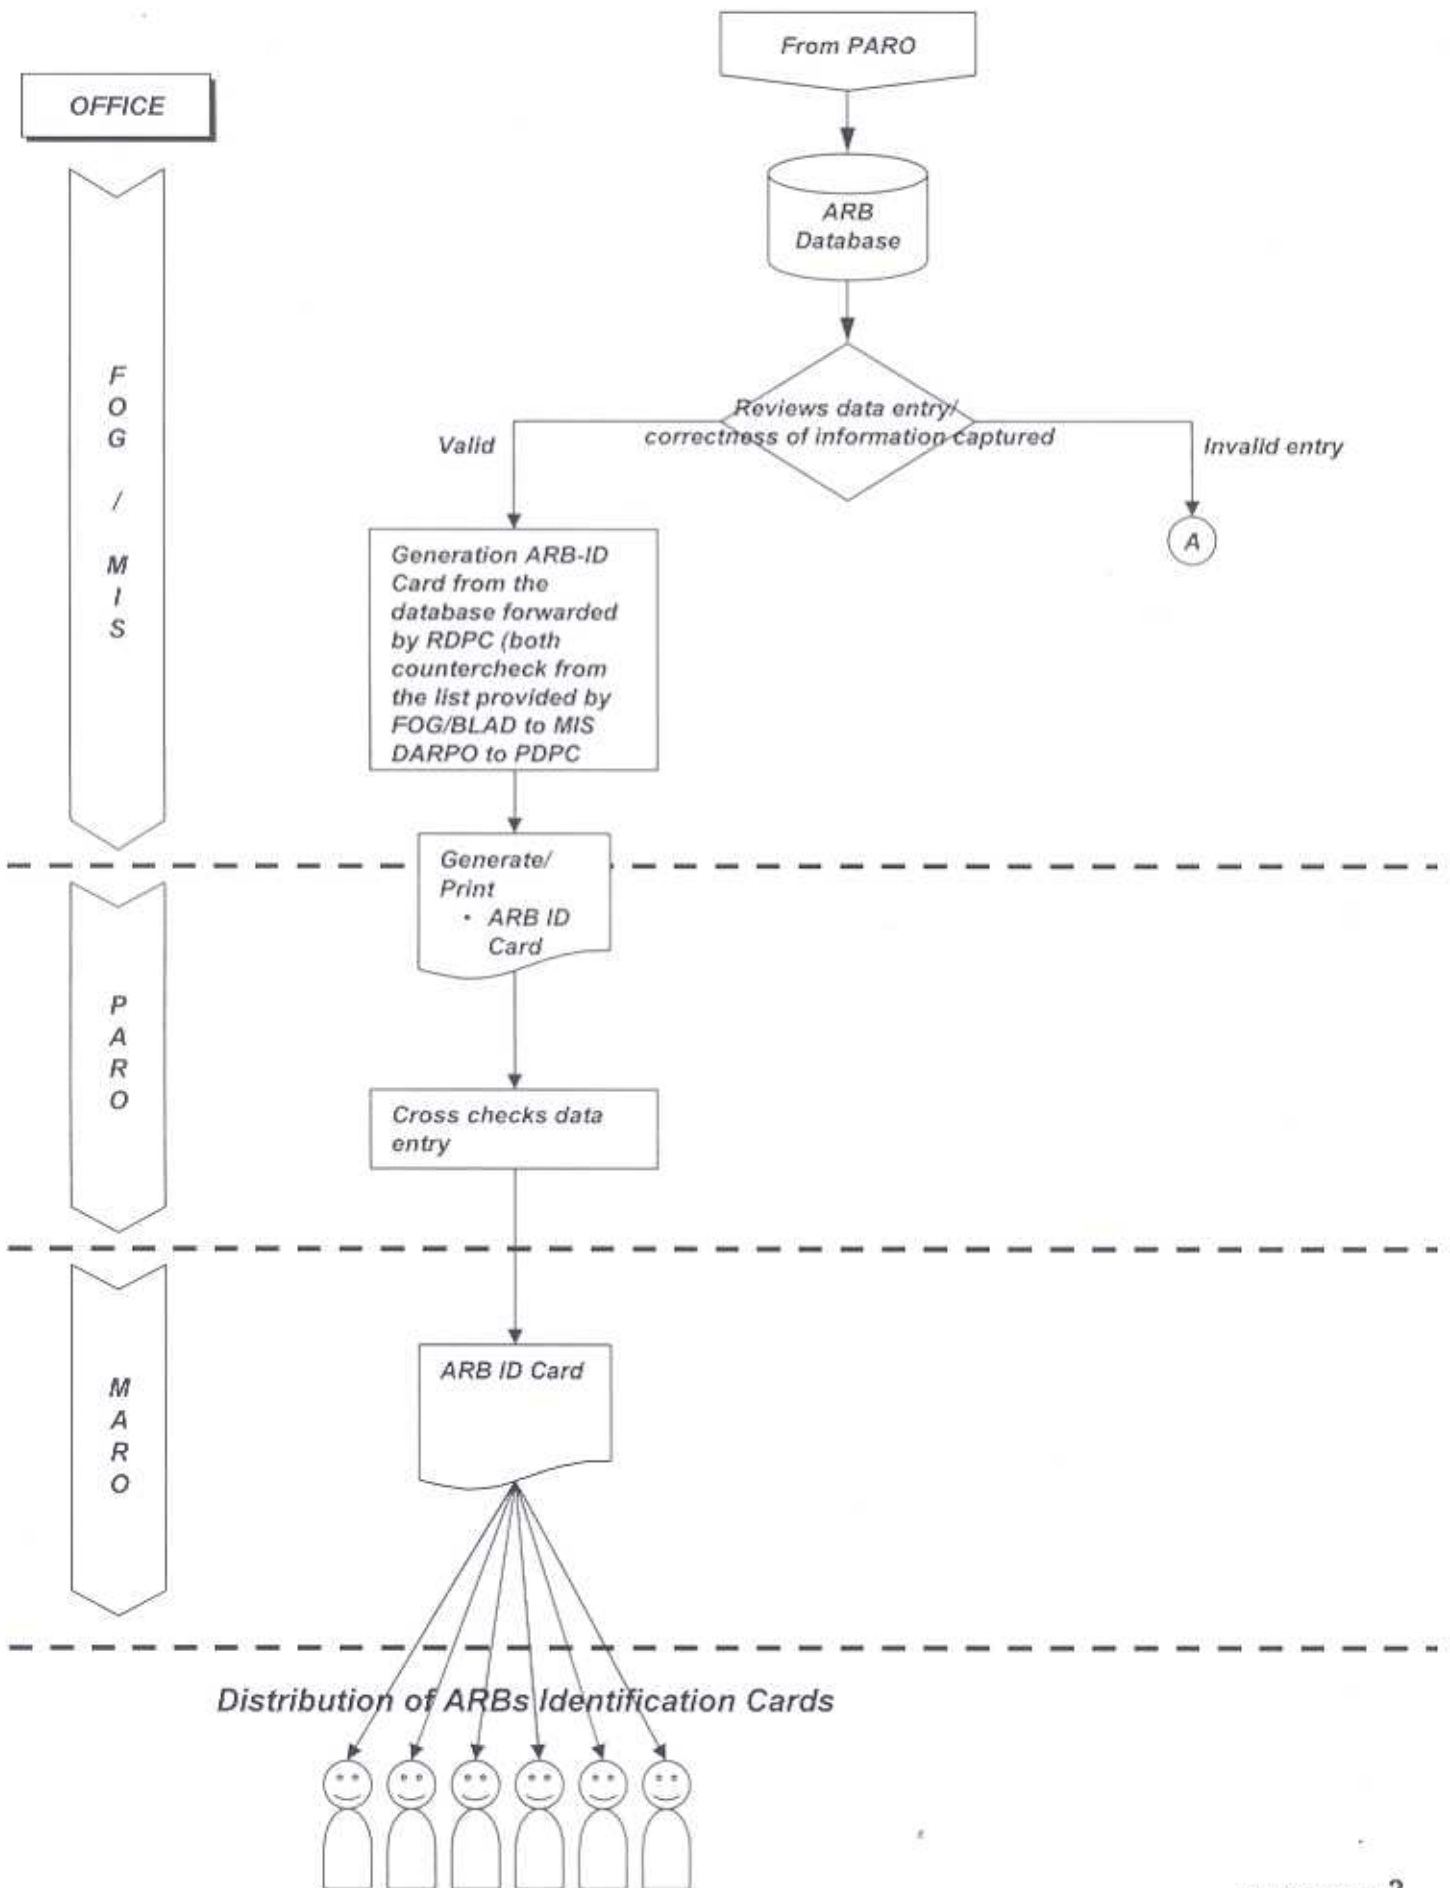 From PARO
OFFICE
ARB
Database
F
O
G
/
M
I
S
Reviews data entry/
correctness of information captured
Valid
Invalid entry
A
Generation ARB-ID
Card from the
database forwarded
by RDPC (both
countercheck from
the list provided by
FOG/BLAD to MIS
DARPO to PDPC
Generate/
Print
• ARB ID
Card
P
A
R
O
Cross checks data
entry
M
A
R
O
ARB ID Card
Distribution of ARBs Identification Cards